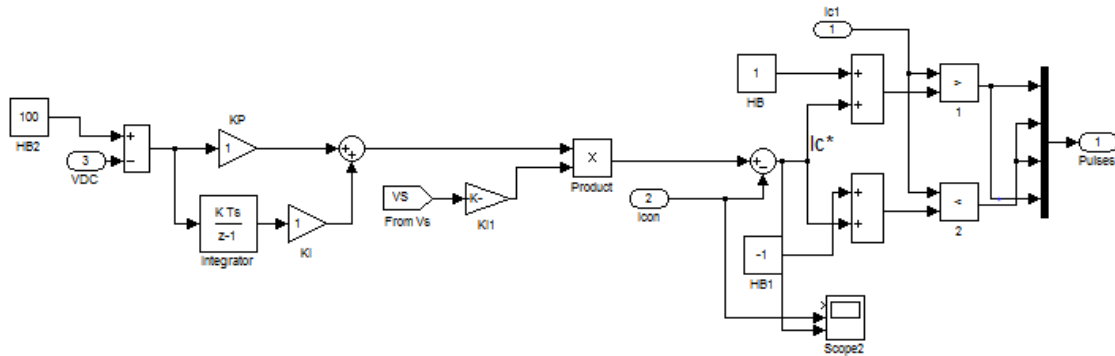 Ic1
1
1
HB
+
+
>
1
100
HB2
+
−
3
VDC
KP
1
+
+
K Ts
z-1
Integrator
1
KI
VS
From Vs
K-
KI1
X
Product
+
−
2
Icon
Ic*
-1
HB1
+
+
<
2
1
Pulses
Scope2